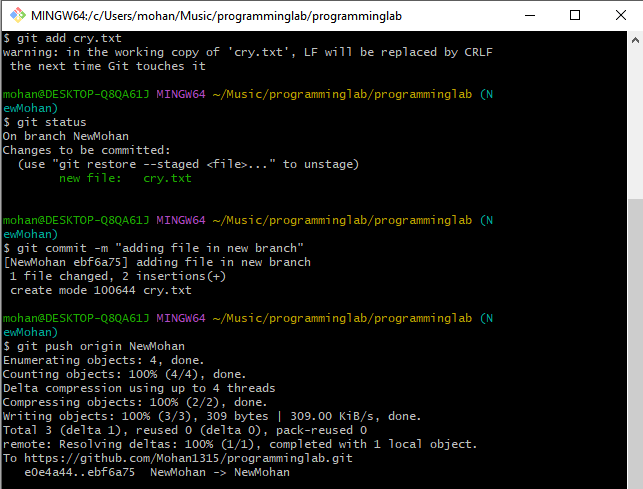 MINGW64:/c/Users/mohan/Music/programminglab/programminglab
$ git add cry.txt
warning: in the working copy of 'cry.txt', LF will be replaced by CRLF
 the next time Git touches it
mohan@DESKTOP-Q8QA61J MINGW64 ~/Music/programminglab/programminglab (N
ewMohan)
$ git status
On branch NewMohan
Changes to be committed:
  (use "git restore --staged <file>..." to unstage)
        new file:   cry.txt
mohan@DESKTOP-Q8QA61J MINGW64 ~/Music/programminglab/programminglab (N
ewMohan)
$ git commit -m "adding file in new branch"
[NewMohan ebf6a75] adding file in new branch
 1 file changed, 2 insertions(+)
 create mode 100644 cry.txt
mohan@DESKTOP-Q8QA61J MINGW64 ~/Music/programminglab/programminglab (N
ewMohan)
$ git push origin NewMohan
Enumerating objects: 4, done.
Counting objects: 100% (4/4), done.
Delta compression using up to 4 threads
Compressing objects: 100% (2/2), done.
Writing objects: 100% (3/3), 309 bytes | 309.00 KiB/s, done.
Total 3 (delta 1), reused 0 (delta 0), pack-reused 0
remote: Resolving deltas: 100% (1/1), completed with 1 local object.
To https://github.com/Mohan1315/programminglab.git
   e0e4a44..ebf6a75  NewMohan -> NewMohan